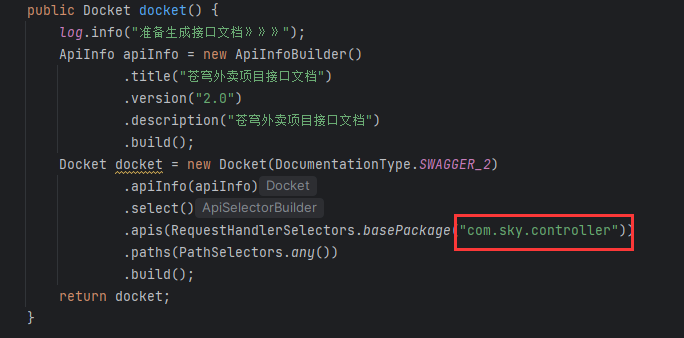 public Docket docket() {
log.info("准备生成接口文档》》》");
ApiInfo apiInfo = new ApiInfoBuilder()
.title("苍穹外卖项目接口文档")
.version("2.0")
.description("苍穹外卖项目接口文档")
.build();
Docket docket = new Docket(DocumentationType.SWAGGER_2)
.apiInfo(apiInfo) Docket
.select() ApiSelectorBuilder
.apis(RequestHandlerSelectors.basePackage("com.sky.controller"))
.paths(PathSelectors.any())
.build();
return docket;
}